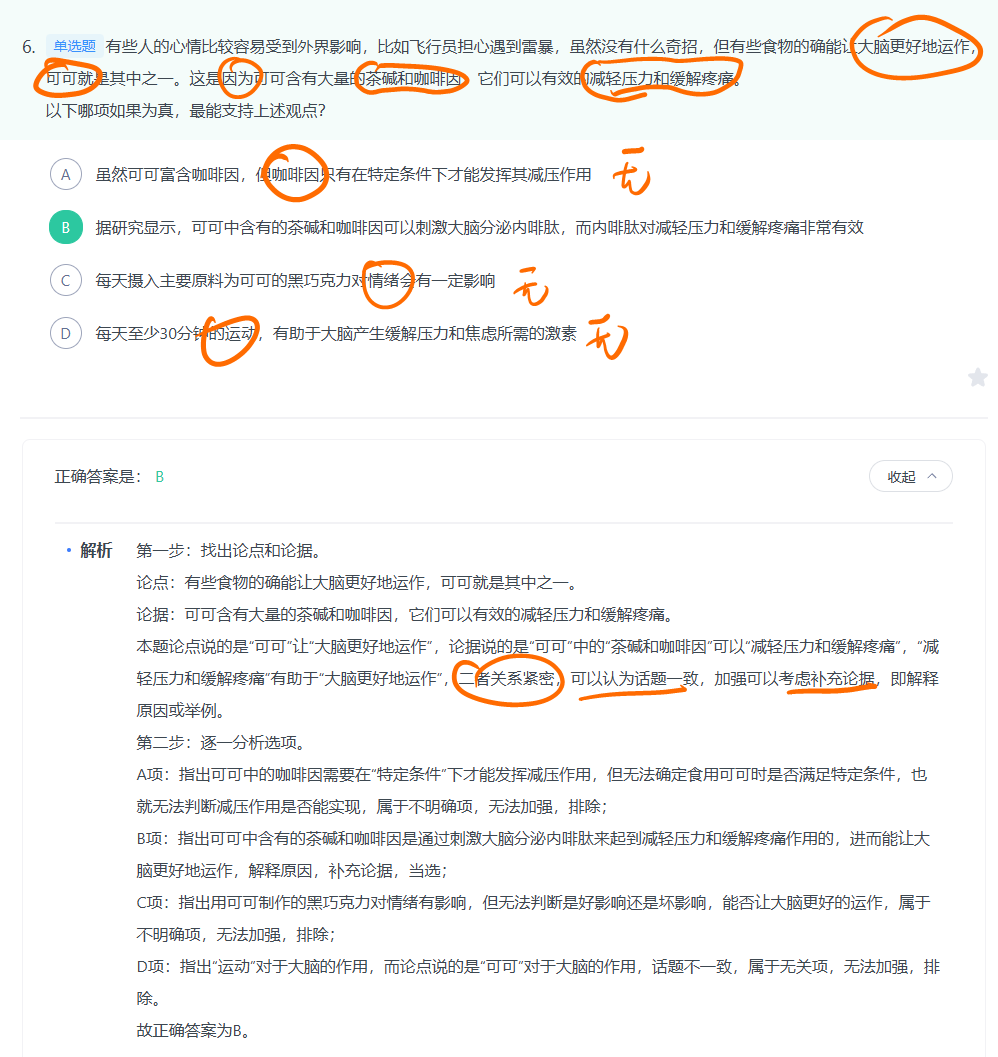 6. 单选题 有些人的心情比较容易受到外界影响，比如飞行员担心遇到雷暴，虽然没有什么奇招，但有些食物的确能让大脑更好地运作，
可可就是其中之一。这是因为可可含有大量的茶碱和咖啡因，它们可以有效的减轻压力和缓解疼痛。
以下哪项如果为真，最能支持上述观点？
A 虽然可可富含咖啡因，但咖啡因只有在特定条件下才能发挥其减压作用 无
B 据研究显示，可可中含有的茶碱和咖啡因可以刺激大脑分泌内啡肽，而内啡肽对减轻压力和缓解疼痛非常有效
C 每天摄入主要原料为可可的黑巧克力对情绪会有一定影响 无
D 每天至少30分钟的运动，有助于大脑产生缓解压力和焦虑所需的激素 无
正确答案是： B 收起
• 解析 第一步：找出论点和论据。
论点：有些食物的确能让大脑更好地运作，可可就是其中之一。
论据：可可含有大量的茶碱和咖啡因，它们可以有效的减轻压力和缓解疼痛。
本题论点说的是“可可”让“大脑更好地运作”，论据说的是“可可”中的“茶碱和咖啡因”可以“减轻压力和缓解疼痛”，“减
轻压力和缓解疼痛”有助于“大脑更好地运作”，二者关系紧密，可以认为话题一致，加强可以考虑补充论据，即解释
原因或举例。
第二步：逐一分析选项。
A项：指出可可中的咖啡因需要在“特定条件”下才能发挥减压作用，但无法确定食用可可时是否满足特定条件，也
就无法判断减压作用是否能实现，属于不明确项，无法加强，排除；
B项：指出可可中含有的茶碱和咖啡因是通过刺激大脑分泌内啡肽来起到减轻压力和缓解疼痛作用的，进而能让大
脑更好地运作，解释原因，补充论据，当选；
C项：指出用可可制作的黑巧克力对情绪有影响，但无法判断是好影响还是坏影响，能否让大脑更好的运作，属于
不明确项，无法加强，排除；
D项：指出“运动”对于大脑的作用，而论点说的是“可可”对于大脑的作用，话题不一致，属于无关项，无法加强，排
除。
故正确答案为B。